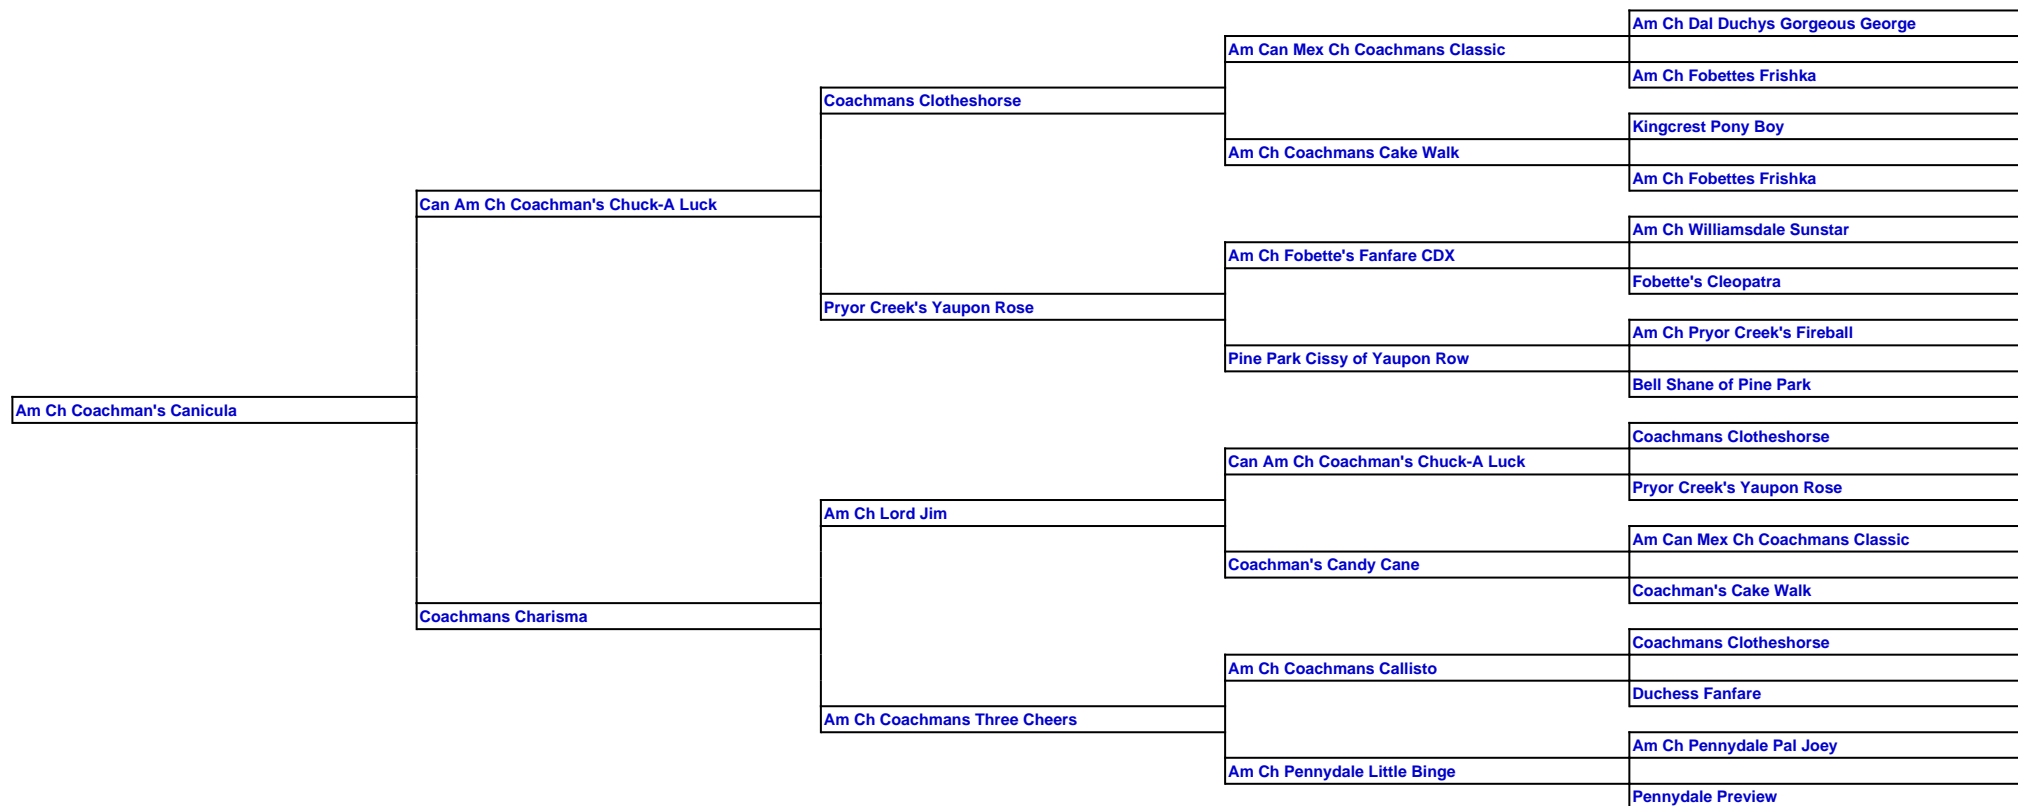 Am Ch Dal Duchys Gorgeous George
Am Can Mex Ch Coachmans Classic
Am Ch Fobettes Frishka
Coachmans Clotheshorse
Kingcrest Pony Boy
Am Ch Coachmans Cake Walk
Am Ch Fobettes Frishka
Can Am Ch Coachman's Chuck-A Luck
Am Ch Williamsdale Sunstar
Am Ch Fobette's Fanfare CDX
Fobette's Cleopatra
Pryor Creek's Yaupon Rose
Am Ch Pryor Creek's Fireball
Pine Park Cissy of Yaupon Row
Bell Shane of Pine Park
Am Ch Coachman's Canicula
Coachmans Clotheshorse
Can Am Ch Coachman's Chuck-A Luck
Pryor Creek's Yaupon Rose
Am Ch Lord Jim
Am Can Mex Ch Coachmans Classic
Coachman's Candy Cane
Coachman's Cake Walk
Coachmans Charisma
Coachmans Clotheshorse
Am Ch Coachmans Callisto
Duchess Fanfare
Am Ch Coachmans Three Cheers
Am Ch Pennydale Pal Joey
Am Ch Pennydale Little Binge
Pennydale Preview